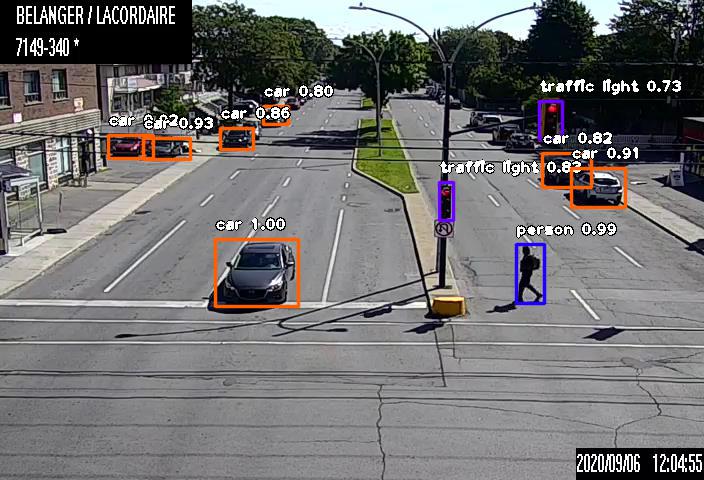 BELANGER / LACORDAIRE
7149-340 *
car 0.80
traffic light 0.73
car 0.86
car 0.93
car 0.82
car 0.91
traffic light 0.83
car 1.00
person 0.99
2020/09/06 12:04:55